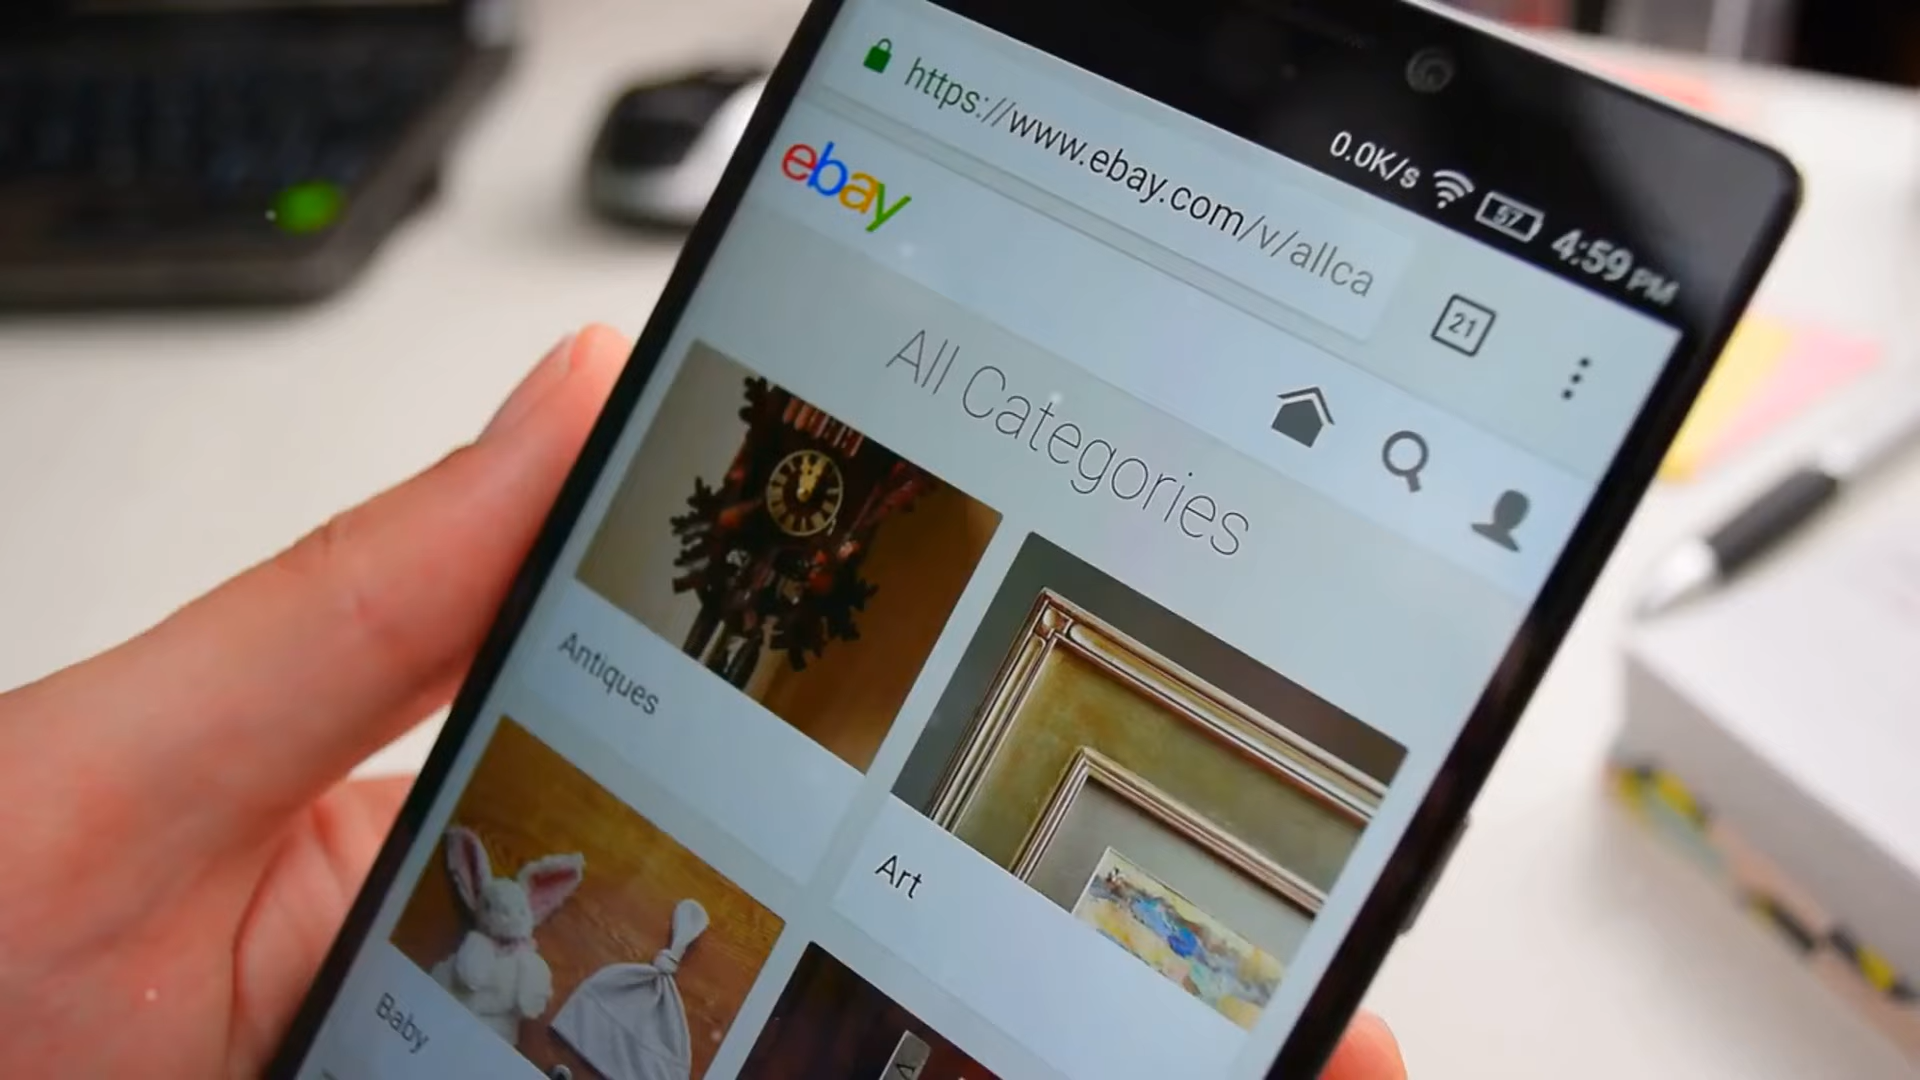 0.0K/s 57 4:59 PM
https://www.ebay.com/v/allca
21
ebay
All Categories
Antiques
Art
Baby